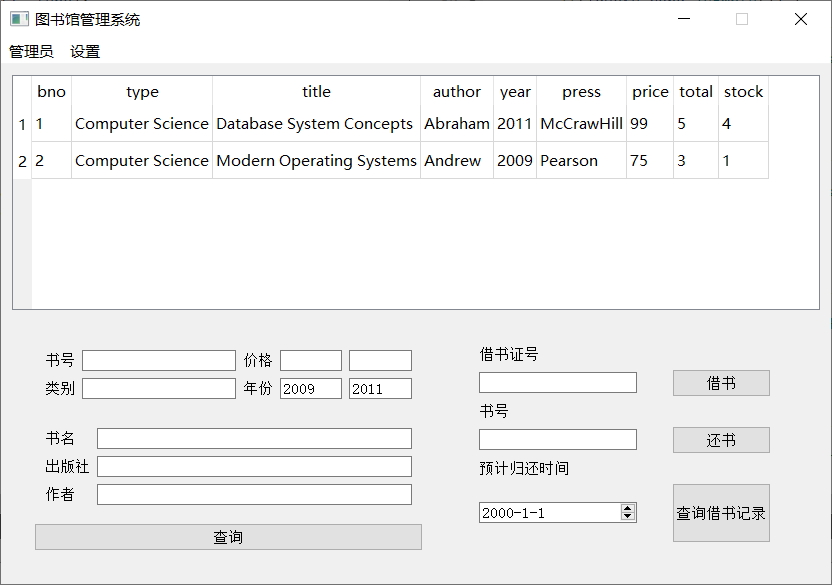 图书馆管理系统
管理员 设置
bno type title author year press price total stock
1 1 Computer Science Database System Concepts Abraham 2011 McCrawHill 99 5 4
2 2 Computer Science Modern Operating Systems Andrew 2009 Pearson 75 3 1
书号 价格
类别 年份 2009 2011
书名
出版社
作者
查询
借书证号
借书
书号
还书
预计归还时间
2000-1-1
查询借书记录